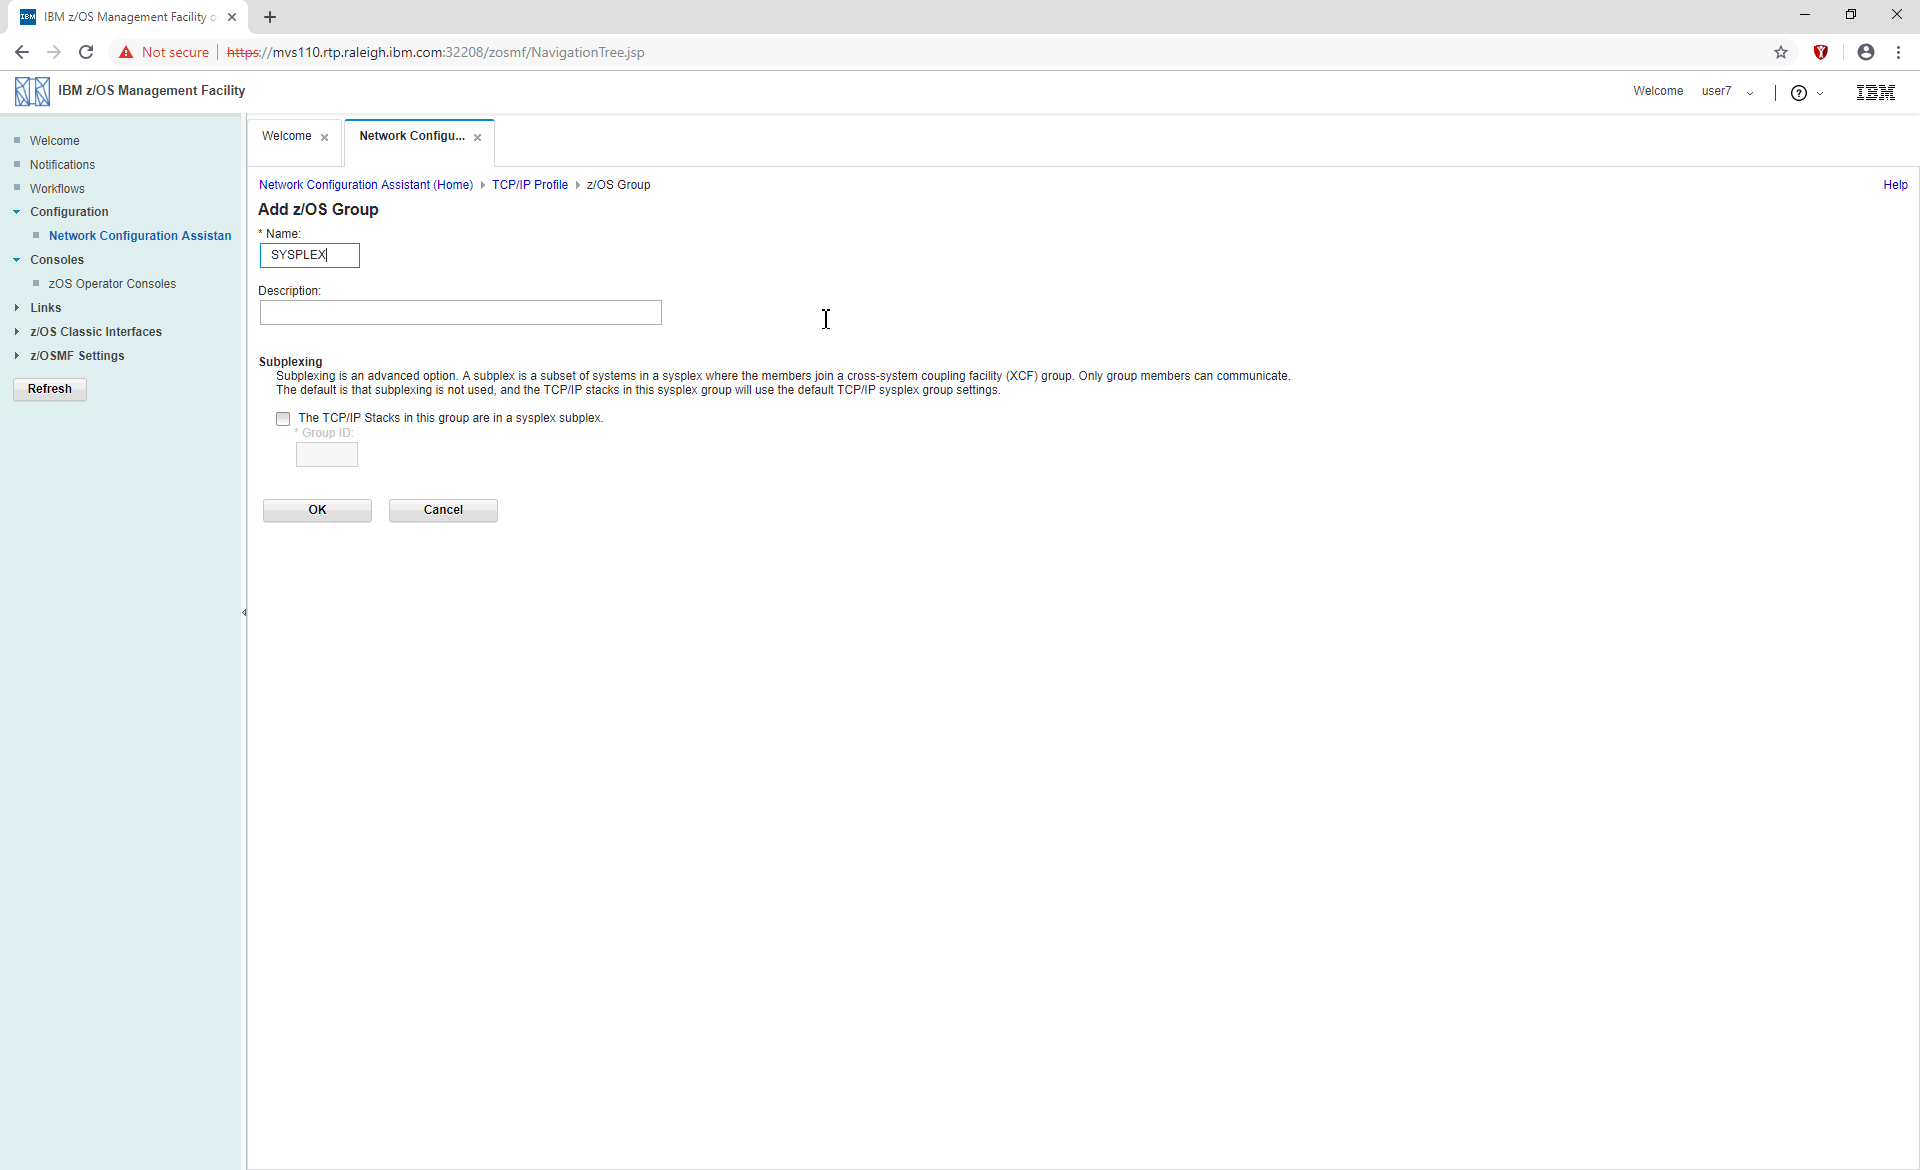 IBM z/OS Management Facility o
Not secure
https://mvs110.rtp.raleigh.ibm.com:32208/zosmf/NavigationTree.jsp
IBM z/OS Management Facility
Welcome user7
IBM
Welcome
Notifications
Workflows
Configuration
Network Configuration Assistan
Consoles
zOS Operator Consoles
Links
z/OS Classic Interfaces
z/OSMF Settings
Refresh
Welcome
Network Configu...
Network Configuration Assistant (Home) TCP/IP Profile z/OS Group
Help
Add z/OS Group
* Name:
SYSPLEX
Description:
Subplexing
Subplexing is an advanced option. A subplex is a subset of systems in a sysplex where the members join a cross-system coupling facility (XCF) group. Only group members can communicate.
The default is that subplexing is not used, and the TCP/IP stacks in this sysplex group will use the default TCP/IP sysplex group settings.
The TCP/IP Stacks in this group are in a sysplex subplex.
* Group ID:
OK
Cancel